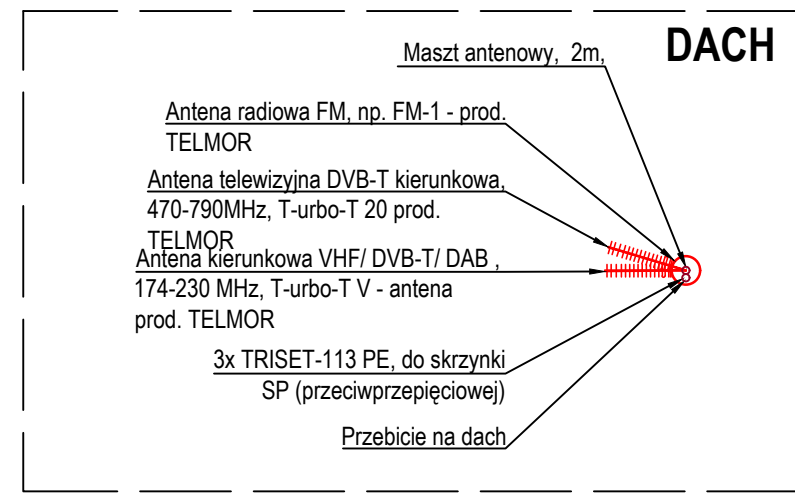 DACH
Maszt antenowy, 2m,
Antena radiowa FM, np. FM-1 - prod.
TELMOR
Antena telewizyjna DVB-T kierunkowa,
470-790MHz, T-urbo-T 20 prod.
TELMOR
Antena kierunkowa VHF/ DVB-T/ DAB ,
174-230 MHz, T-urbo-T V - antena
prod. TELMOR
3x TRISET-113 PE, do skrzynki
SP (przeciwprzepięciowej)
Przebicie na dach